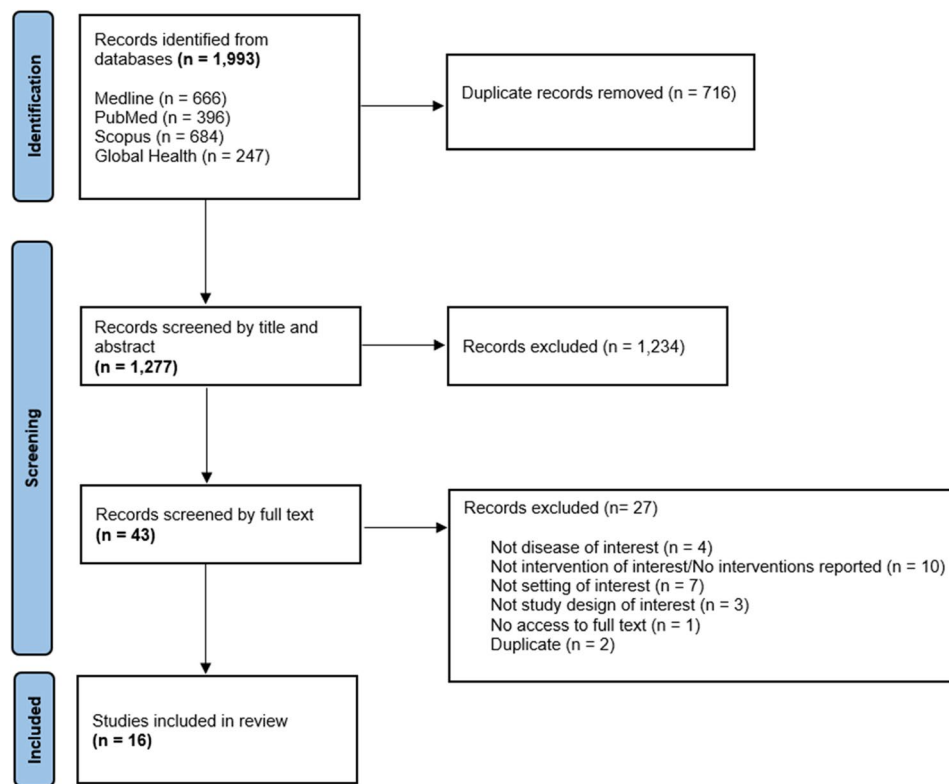 Identification
Records identified from
databases (n = 1,993)
Medline (n = 666)
PubMed (n = 396)
Scopus (n = 684)
Global Health (n = 247)
Duplicate records removed (n = 716)
Screening
Records screened by title and
abstract
(n = 1,277)
Records excluded (n = 1,234)
Records screened by full text
(n = 43)
Records excluded (n= 27)
Not disease of interest (n = 4)
Not intervention of interest/No interventions reported (n = 10)
Not setting of interest (n = 7)
Not study design of interest (n = 3)
No access to full text (n = 1)
Duplicate (n = 2)
Included
Studies included in review
(n = 16)